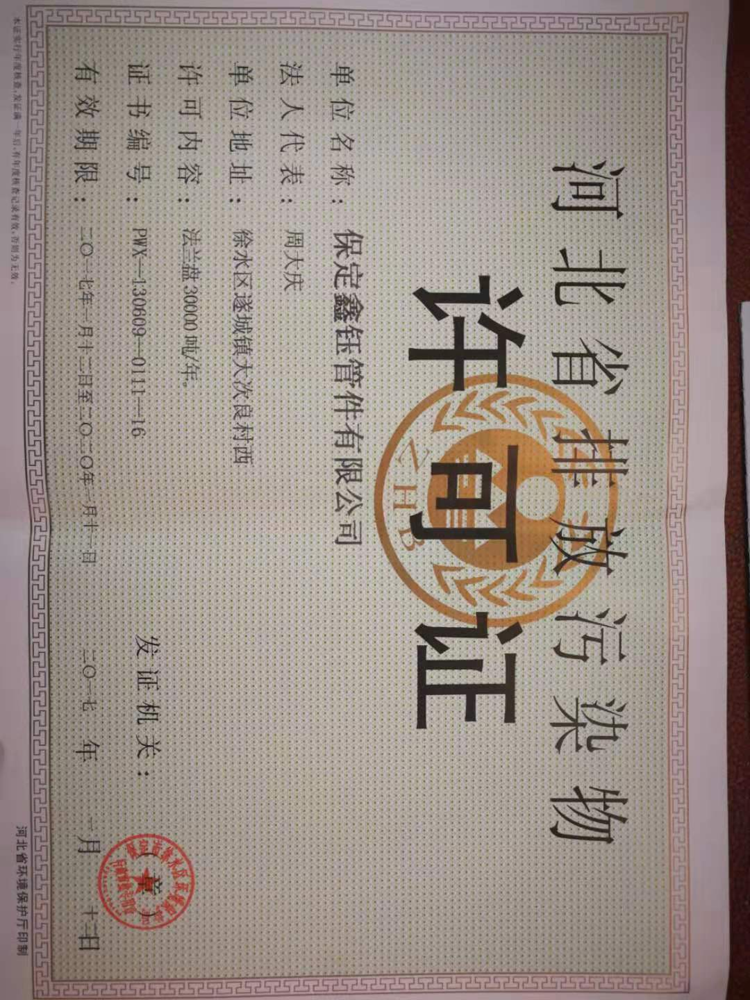 河北省排放污染物
许可证
ZHB
单位名称：保定鑫钰管件有限公司
法人代表：周大庆
单位地址：徐水区遂城镇大次良村西
许可内容：法兰盘30000吨/年。
证书编号：PWX—130609—0111—16
有效期限：二〇一七年一月十二日至二〇二〇年一月十一日
发证机关：
（章）
二〇一七 年 一月 十二日
本证实行年度核查，发证满一年后，有年度核查记录有效，否则为无效。
河北省环境保护厅印制